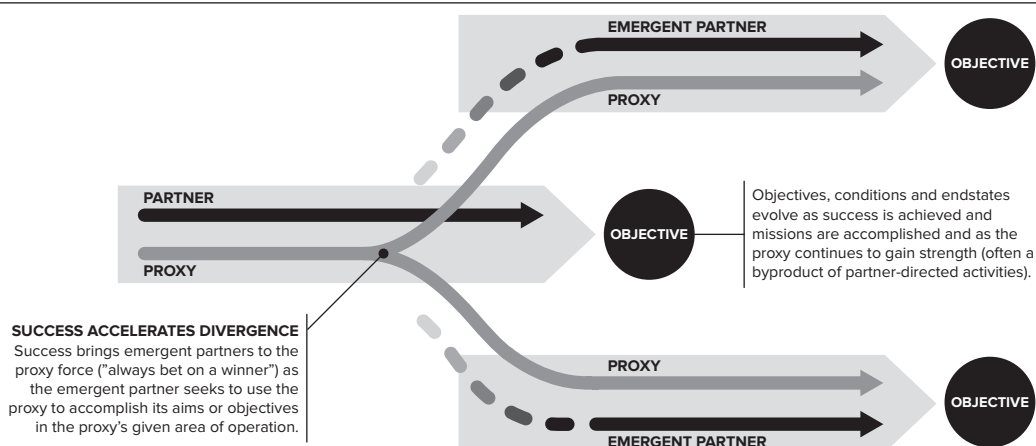 EMERGENT PARTNER
OBJECTIVE
PROXY
PARTNER
OBJECTIVE
PROXY
Objectives, conditions and endstates
evolve as success is achieved and
missions are accomplished and as the
proxy continues to gain strength (often a
byproduct of partner-directed activities).
SUCCESS ACCELERATES DIVERGENCE
Success brings emergent partners to the
proxy force ("always bet on a winner") as
the emergent partner seeks to use the
proxy to accomplish its aims or objectives
in the proxy's given area of operation.
PROXY
OBJECTIVE
EMERGENT PARTNER